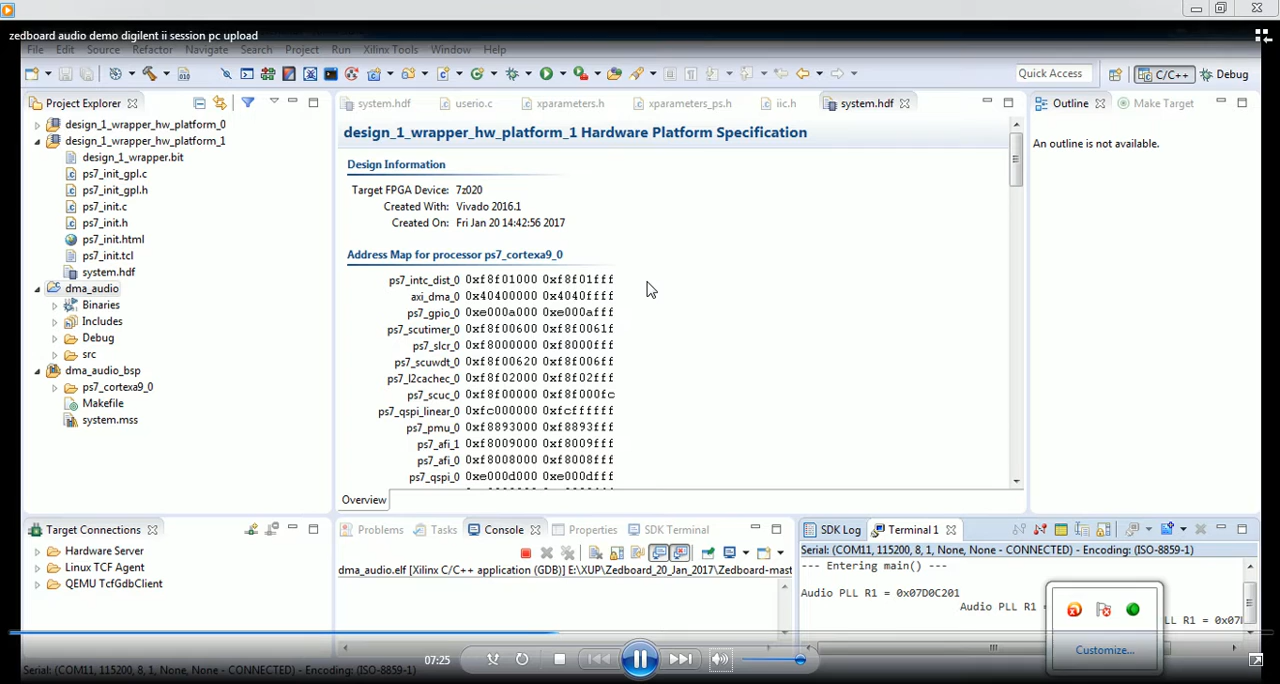 zedboard audio demo digilent ii session pc upload
File Edit Source Refactor Navigate Search Project Run Xilinx Tools Window Help
Quick Access C/C++ Debug
Project Explorer
design_1_wrapper_hw_platform_0
design_1_wrapper_hw_platform_1
design_1_wrapper.bit
ps7_init_gpl.c
ps7_init_gpl.h
ps7_init.c
ps7_init.h
ps7_init.html
ps7_init.tcl
system.hdf
dma_audio
Binaries
Includes
Debug
src
dma_audio_bsp
ps7_cortexa9_0
Makefile
system.mss
system.hdf userio.c xparameters.h xparameters_ps.h iic.h system.hdf
design_1_wrapper_hw_platform_1 Hardware Platform Specification
Design Information
Target FPGA Device: 7z020
Created With: Vivado 2016.1
Created On: Fri Jan 20 14:42:56 2017
Address Map for processor ps7_cortexa9_0
ps7_intc_dist_0 0xf8f01000 0xf8f01fff
axi_dma_0 0x40400000 0x4040ffff
ps7_gpio_0 0xe000a000 0xe000afff
ps7_scutimer_0 0xf8f00600 0xf8f0061f
ps7_slcr_0 0xf8000000 0xf8000fff
ps7_scuwdt_0 0xf8f00620 0xf8f006ff
ps7_l2cachec_0 0xf8f02000 0xf8f02fff
ps7_scuc_0 0xf8f00000 0xf8f000fc
ps7_qspi_linear_0 0xfc000000 0xfcffffff
ps7_pmu_0 0xf8893000 0xf8893fff
ps7_afi_1 0xf8009000 0xf8009fff
ps7_afi_0 0xf8008000 0xf8008fff
ps7_qspi_0 0xe000d000 0xe000dfff
Overview
Outline Make Target
An outline is not available.
Target Connections
Hardware Server
Linux TCF Agent
QEMU TcfGdbClient
Problems Tasks Console Properties SDK Terminal
dma_audio.elf [Xilinx C/C++ application (GDB)] E:\XUP\Zedboard_20_Jan_2017\Zedboard-mast
SDK Log Terminal 1
Serial: (COM11, 115200, 8, 1, None, None - CONNECTED) - Encoding: (ISO-8859-1)
--- Entering main() ---
Audio PLL R1 = 0x07D0C201
Audio PLL R1 =
Customize...
07:25
Serial: (COM11, 115200, 8, 1, None, None - CONNECTED) - Encoding: (ISO-8859-1)